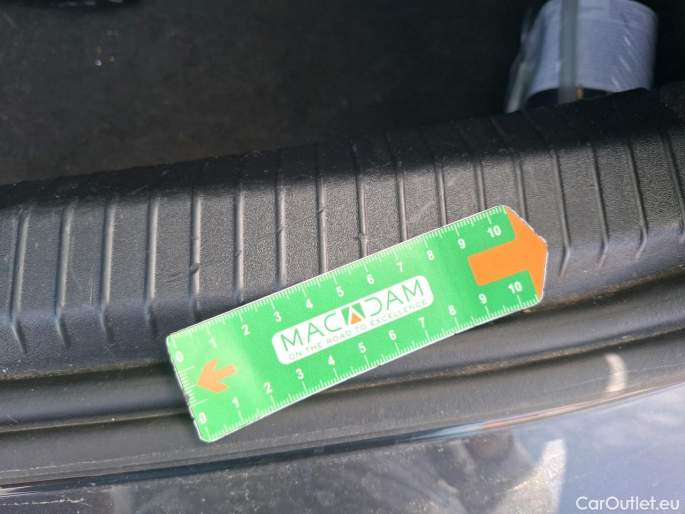 0 1 2 3 4 5 6 7 8 9 10
MACADAM
ON THE ROAD TO EXCELLENCE
0 1 2 3 4 5 6 7 8 9 10
CarOutlet.eu